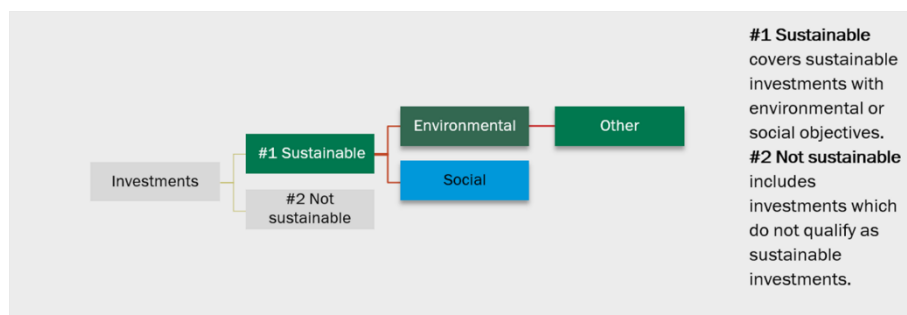 Investments
#1 Sustainable
#2 Not
sustainable
Environmental
Social
Other
#1 Sustainable
covers sustainable
investments with
environmental or
social objectives.
#2 Not sustainable
includes
investments which
do not qualify as
sustainable
investments.